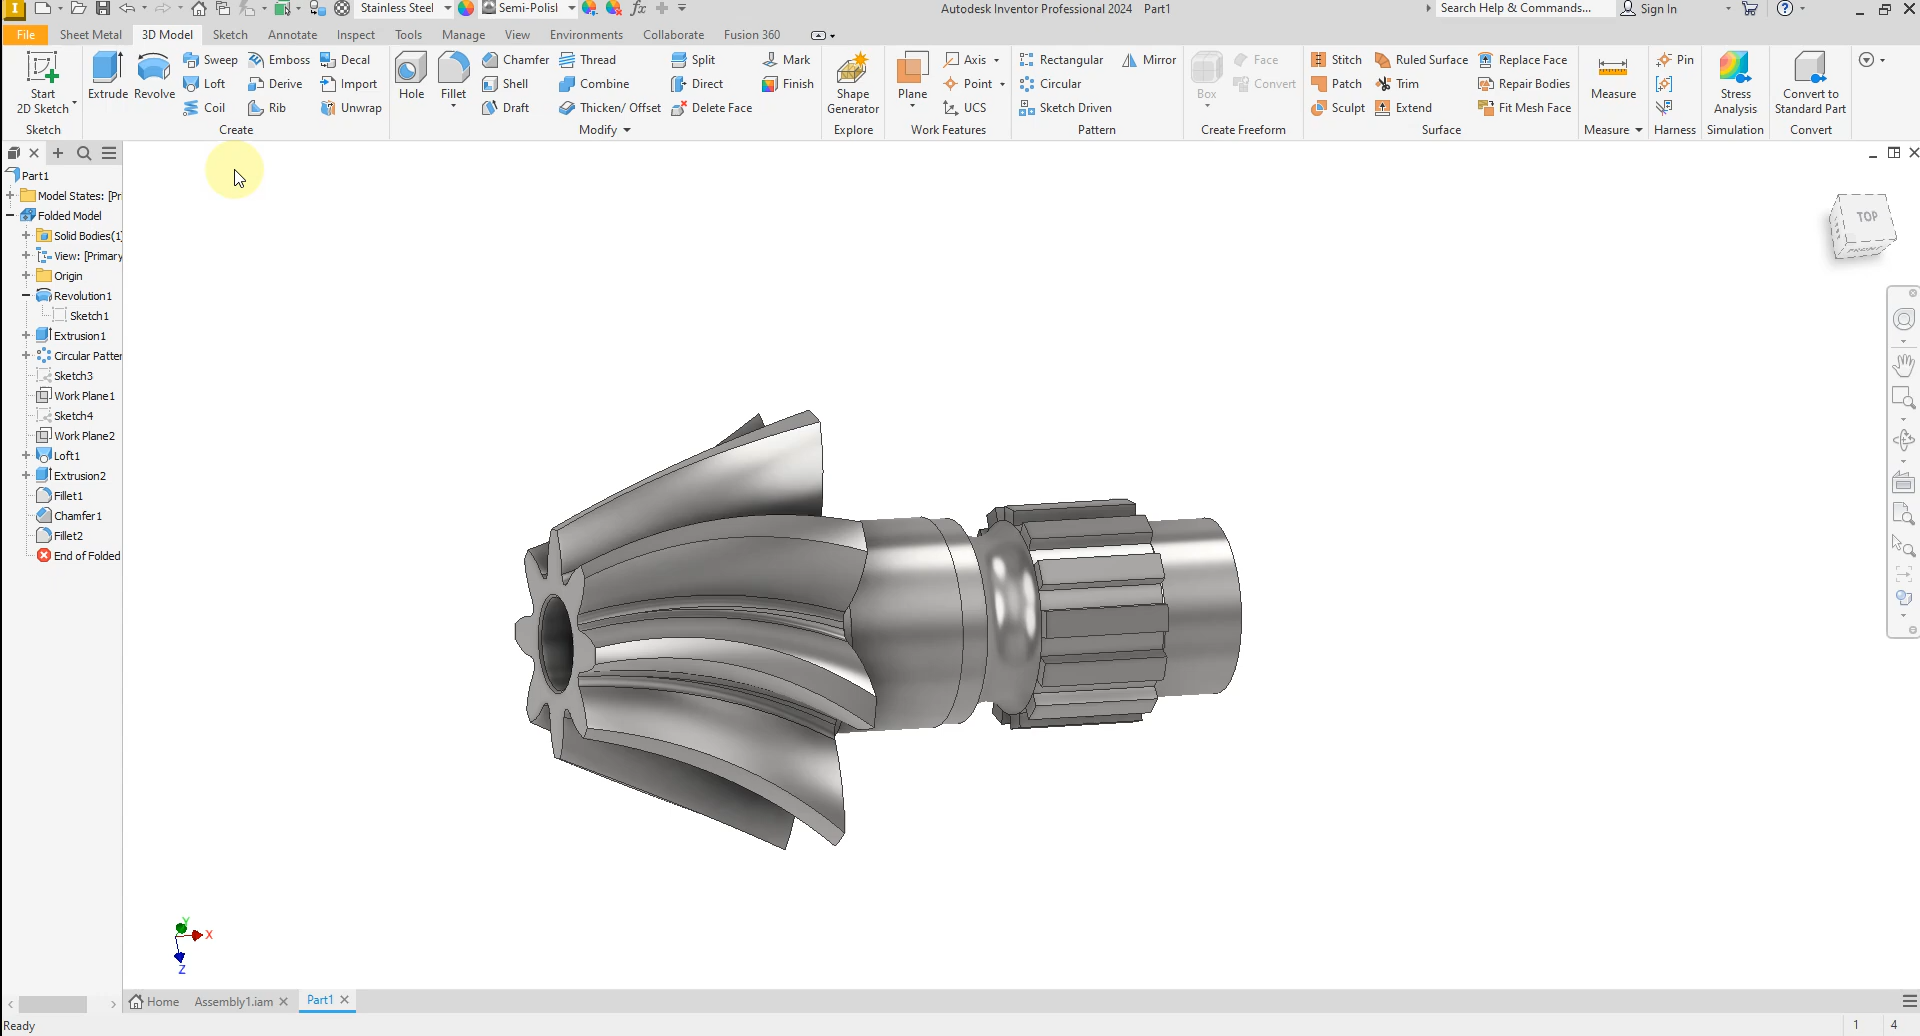 Stainless Steel Semi-Polisl fx Autodesk Inventor Professional 2024 Part1 Search Help & Commands... Sign In
File Sheet Metal 3D Model Sketch Annotate Inspect Tools Manage View Environments Collaborate Fusion 360
Start 2D Sketch
Sketch
Extrude Revolve
Sweep Emboss Decal
Loft Derive Import
Coil Rib Unwrap
Create
Hole Fillet
Chamfer Thread Split Mark
Shell Combine Direct Finish
Draft Thicken/ Offset Delete Face
Modify
Shape Generator
Explore
Plane
Axis
Point
UCS
Work Features
Rectangular Mirror
Circular
Sketch Driven
Pattern
Box
Face
Convert
Create Freeform
Stitch Ruled Surface Replace Face
Patch Trim Repair Bodies
Sculpt Extend Fit Mesh Face
Surface
Measure
Measure
Pin
Harness
Stress Analysis
Simulation
Convert to Standard Part
Convert
Part1
Model States: [Pr
Folded Model
Solid Bodies(1)
View: [Primary
Origin
Revolution1
Sketch1
Extrusion1
Circular Patter
Sketch3
Work Plane1
Sketch4
Work Plane2
Loft1
Extrusion2
Fillet1
Chamfer1
Fillet2
End of Folded
TOP
Y
X
Z
Home Assembly1.iam Part1
Ready 1 4